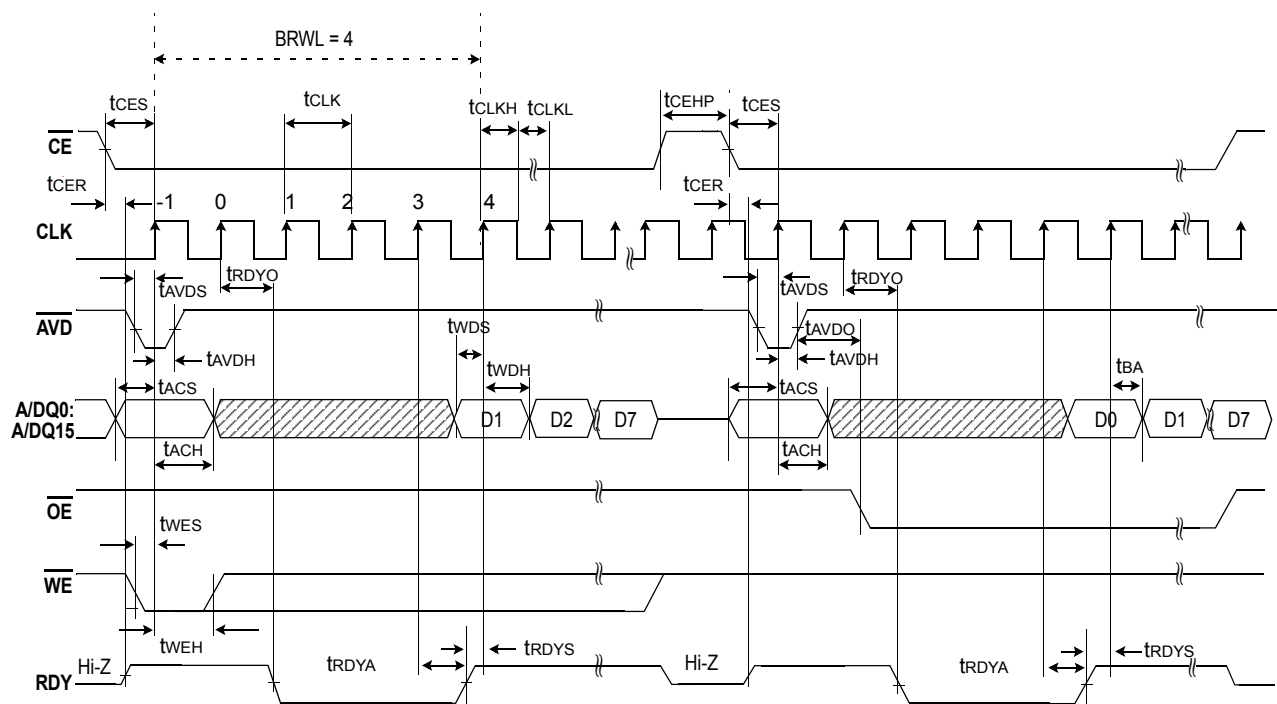 BRWL = 4
tCES tCLK tCLKH tCLKL tCEHP tCES
CE
tCER tCER
-1 0 1 2 3 4
CLK
tRDYO tRDYO
tAVDS tAVDS
AVD
tWDS tAVDO
tAVDH tAVDH
tWDH tBA
tACS tACS
A/DQ0:
A/DQ15
D1 D2 D7 D0 D1 D7
tACH tACH
OE
tWES
WE
tWEH tRDYS tRDYS
Hi-Z tRDYA Hi-Z tRDYA
RDY